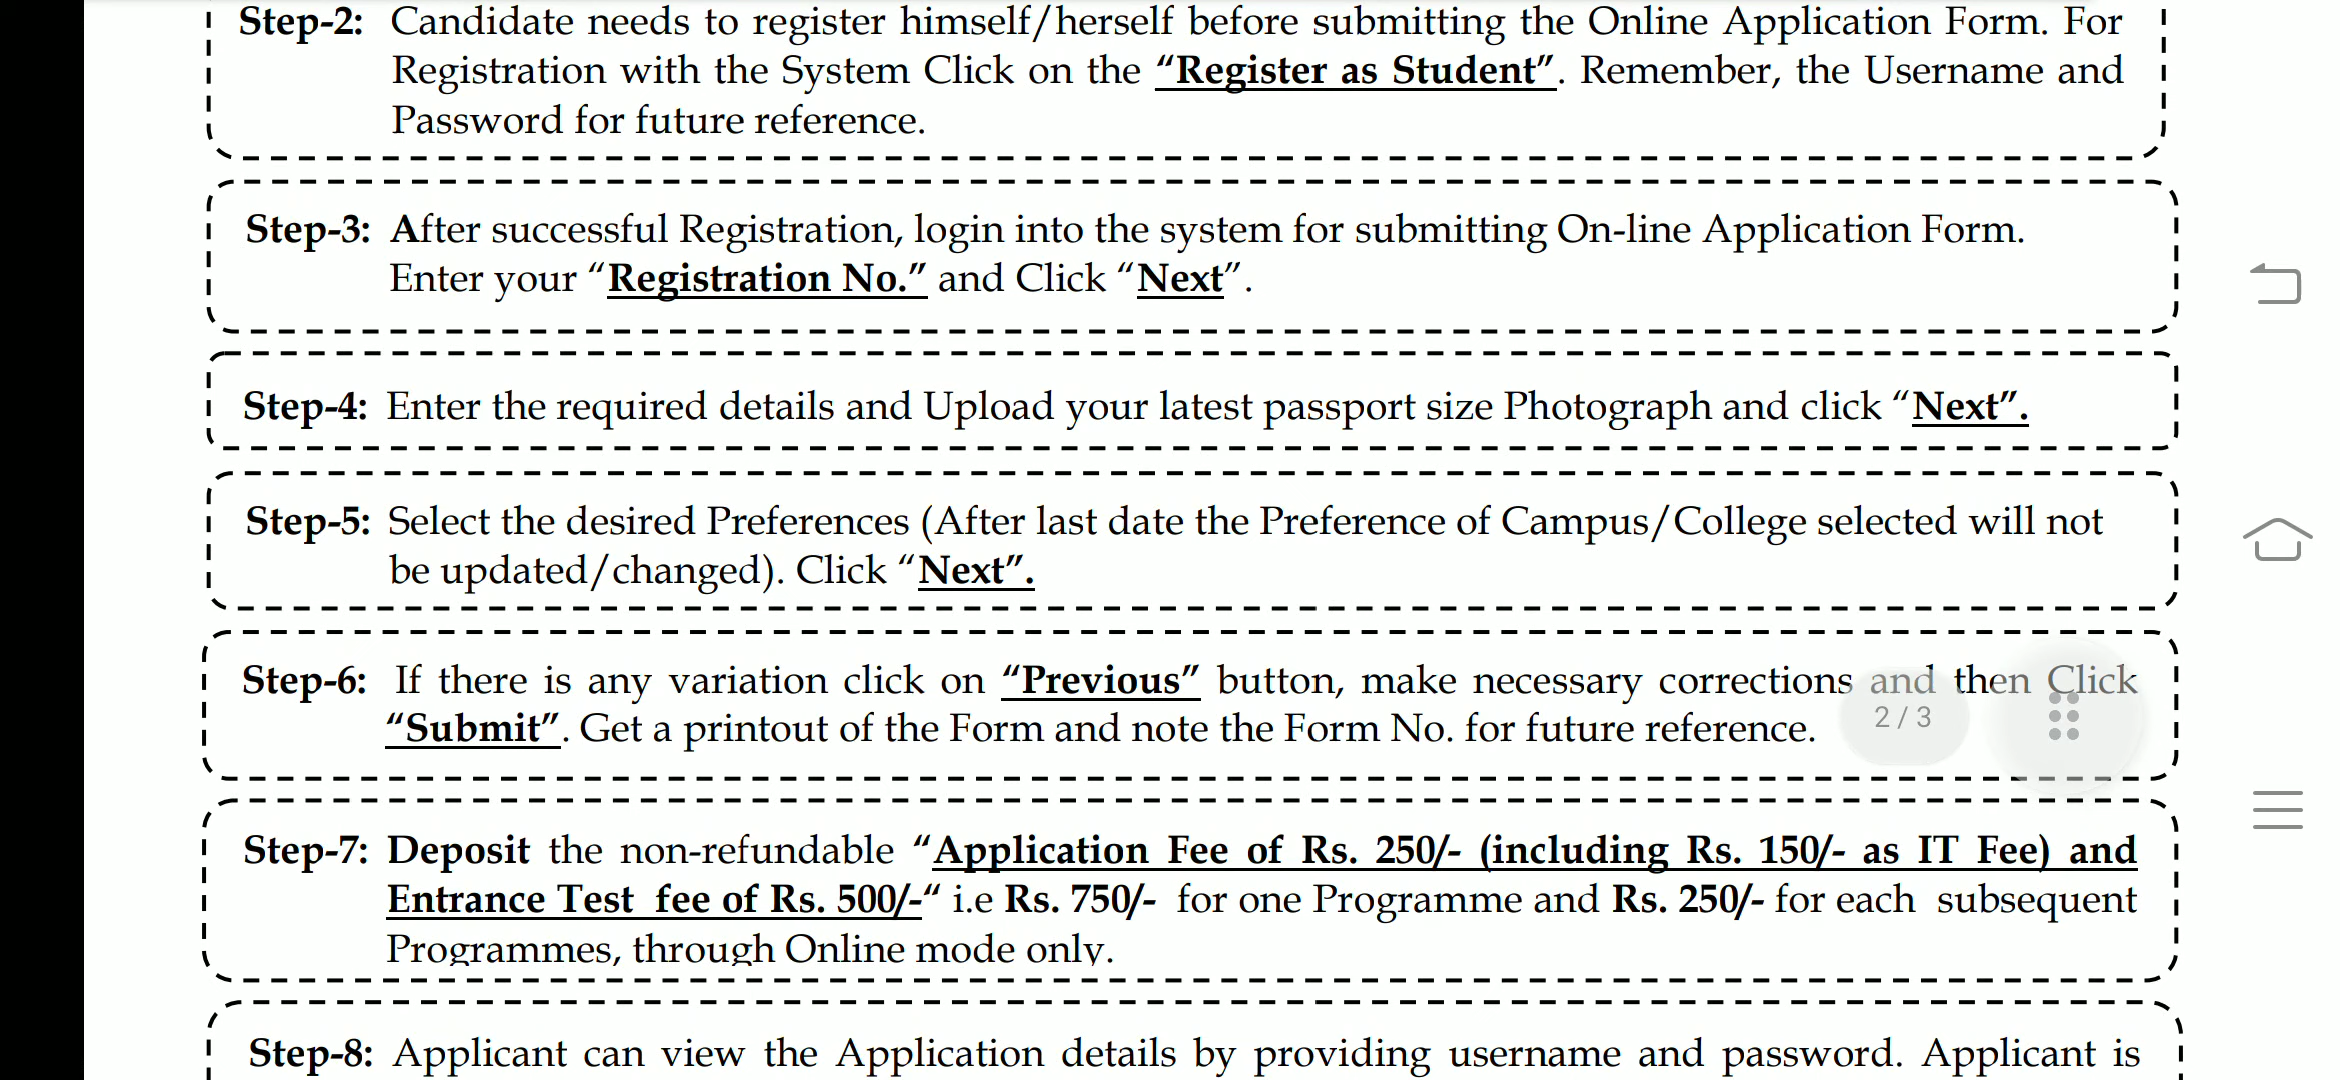 Step-2: Candidate needs to register himself/herself before submitting the Online Application Form. For
Registration with the System Click on the “Register as Student”. Remember, the Username and
Password for future reference.
Step-3: After successful Registration, login into the system for submitting On-line Application Form.
Enter your “Registration No.” and Click “Next”.
Step-4: Enter the required details and Upload your latest passport size Photograph and click “Next”.
Step-5: Select the desired Preferences (After last date the Preference of Campus/College selected will not
be updated/changed). Click “Next”.
Step-6: If there is any variation click on “Previous” button, make necessary corrections and then Click
“Submit”. Get a printout of the Form and note the Form No. for future reference.
2 / 3
Step-7: Deposit the non-refundable “Application Fee of Rs. 250/- (including Rs. 150/- as IT Fee) and
Entrance Test fee of Rs. 500/-“ i.e Rs. 750/- for one Programme and Rs. 250/- for each subsequent
Programmes, through Online mode only.
Step-8: Applicant can view the Application details by providing username and password. Applicant is